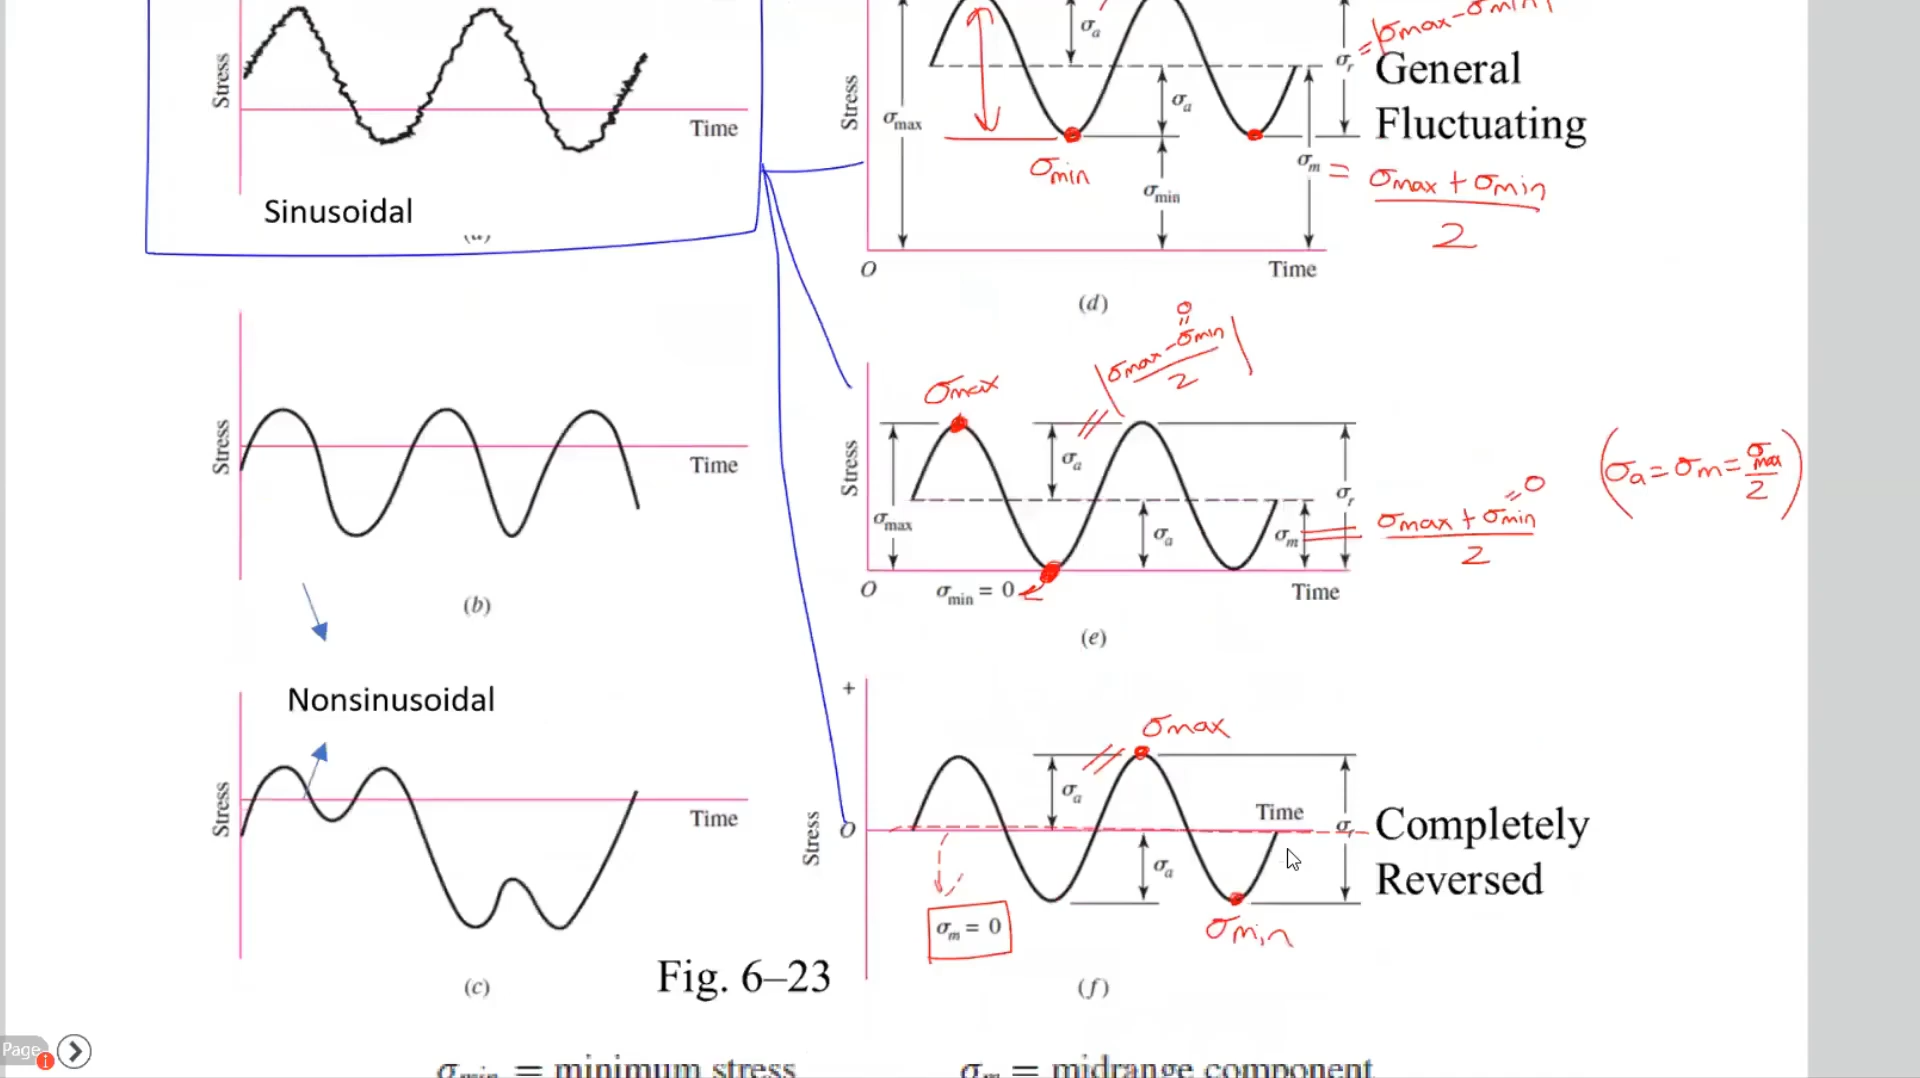 Stress
Time
Sinusoidal
Stress
Time
(b)
Nonsinusoidal
Stress
Time
(c)
Fig. 6–23
Stress
σmax
σa
σa
σmin
σmin
σr
= |σmax-σmin|
General
Fluctuating
σm = σmax + σmin
2
O
Time
(d)
0
=
|σmax-σmin|
2
σmax
Stress
σmax
σa
σa
σr
σm
= 0
σmax + σmin
2
(σa = σm = σmax
2)
O
σmin = 0
Time
(e)
+
σmax
Stress
O
σa
σa
Time
σr
Completely
Reversed
σm = 0
σmin
(f)
Page
σmin = minimum stress
σm = midrange component